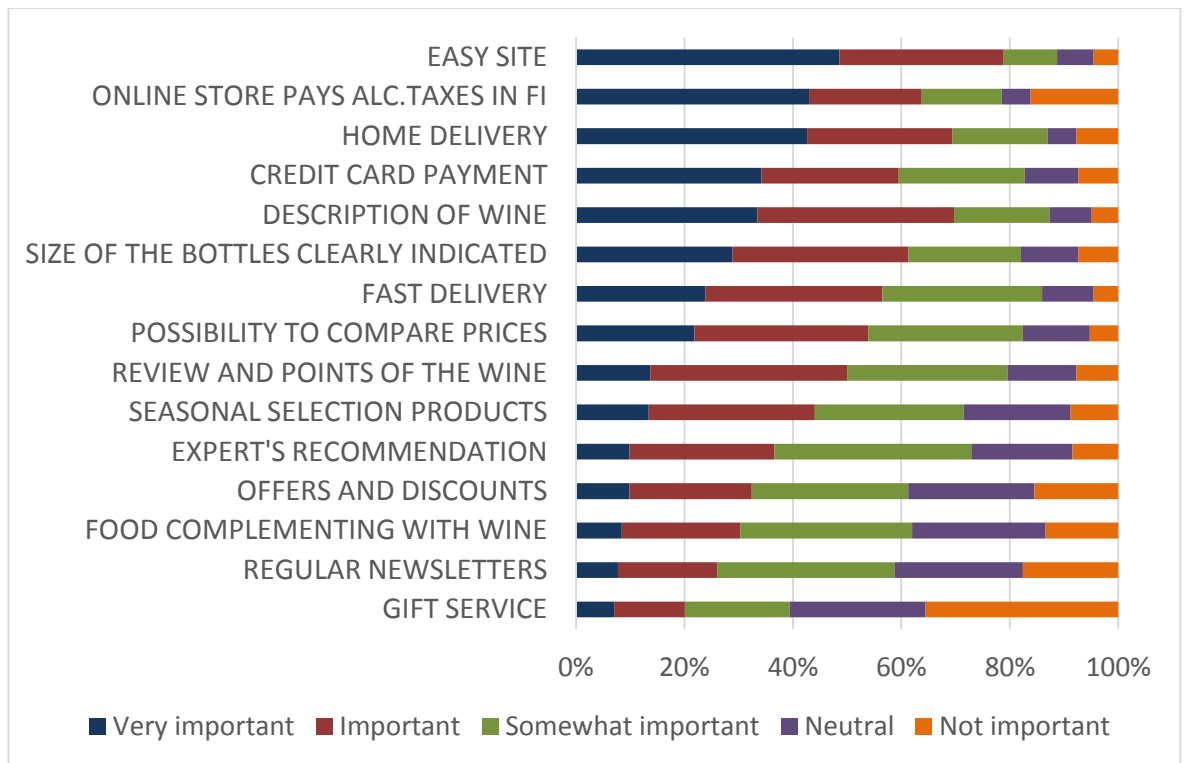 EASY SITE
ONLINE STORE PAYS ALC.TAXES IN FI
HOME DELIVERY
CREDIT CARD PAYMENT
DESCRIPTION OF WINE
SIZE OF THE BOTTLES CLEARLY INDICATED
FAST DELIVERY
POSSIBILITY TO COMPARE PRICES
REVIEW AND POINTS OF THE WINE
SEASONAL SELECTION PRODUCTS
EXPERT'S RECOMMENDATION
OFFERS AND DISCOUNTS
FOOD COMPLEMENTING WITH WINE
REGULAR NEWSLETTERS
GIFT SERVICE
0% 20% 40% 60% 80% 100%
Very important Important Somewhat important Neutral Not important